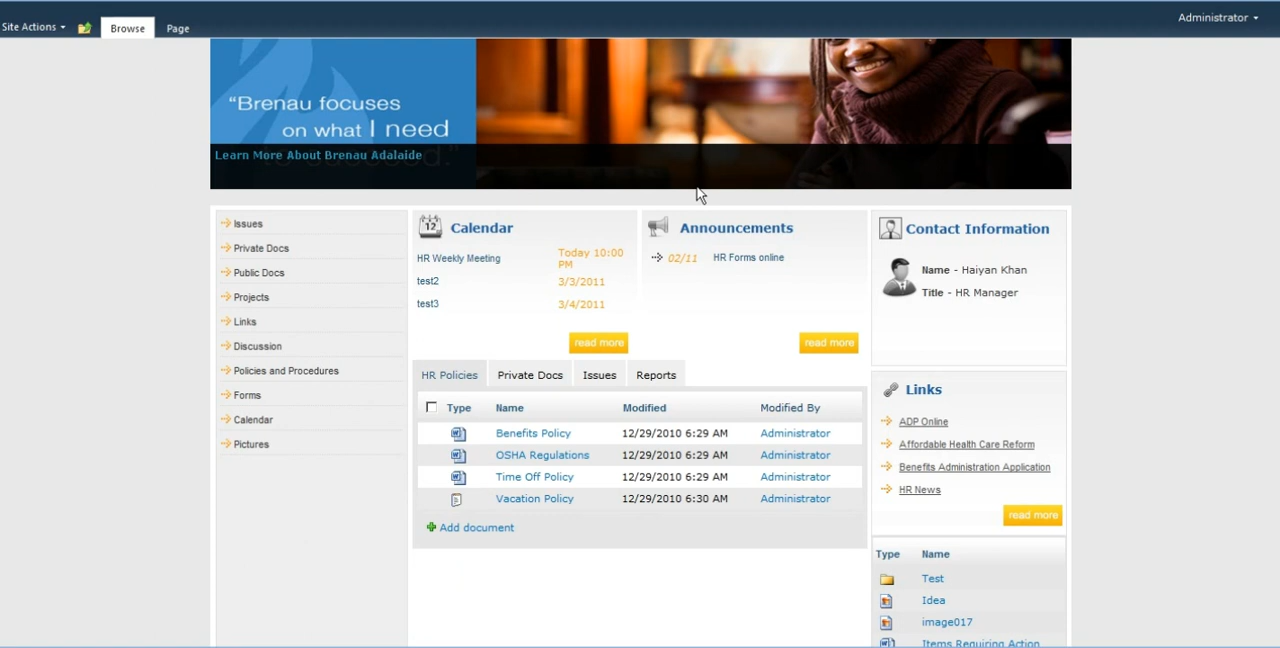 Site Actions
Browse
Page
Administrator
“Brenau focuses
on what I need
Learn More About Brenau Adalaide
Issues
Private Docs
Public Docs
Projects
Links
Discussion
Policies and Procedures
Forms
Calendar
Pictures
12
Calendar
HR Weekly Meeting Today 10:00
PM
test2 3/3/2011
test3 3/4/2011
read more
Announcements
02/11 HR Forms online
read more
HR Policies Private Docs Issues Reports
Type Name Modified Modified By
Benefits Policy 12/29/2010 6:29 AM Administrator
OSHA Regulations 12/29/2010 6:29 AM Administrator
Time Off Policy 12/29/2010 6:29 AM Administrator
Vacation Policy 12/29/2010 6:30 AM Administrator
Add document
Contact Information
Name - Haiyan Khan
Title - HR Manager
Links
ADP Online
Affordable Health Care Reform
Benefits Administration Application
HR News
read more
Type Name
Test
Idea
image017
Items Requiring Action